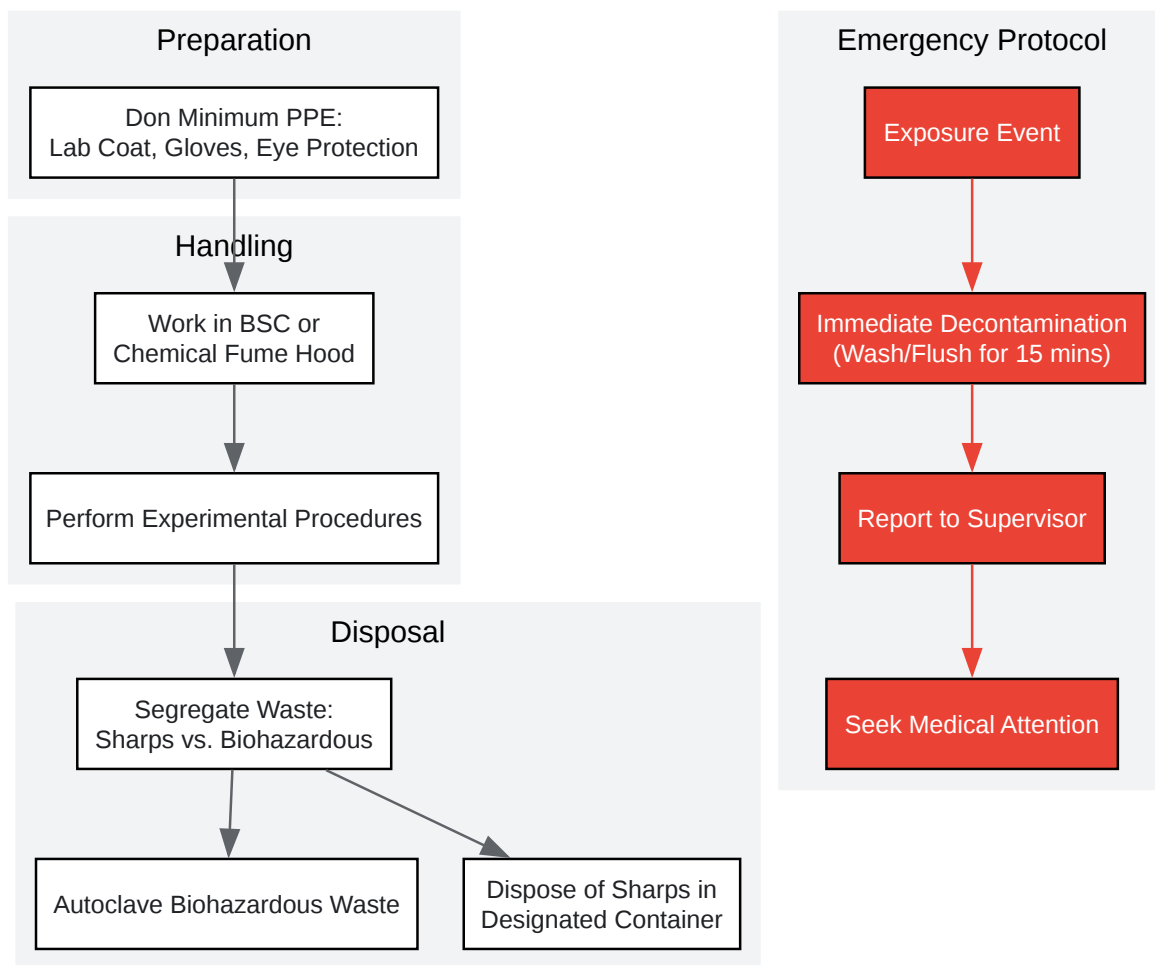 Preparation
Don Minimum PPE:
Lab Coat, Gloves, Eye Protection
Handling
Work in BSC or
Chemical Fume Hood
Perform Experimental Procedures
Disposal
Segregate Waste:
Sharps vs. Biohazardous
Autoclave Biohazardous Waste
Dispose of Sharps in
Designated Container
Emergency Protocol
Exposure Event
Immediate Decontamination
(Wash/Flush for 15 mins)
Report to Supervisor
Seek Medical Attention